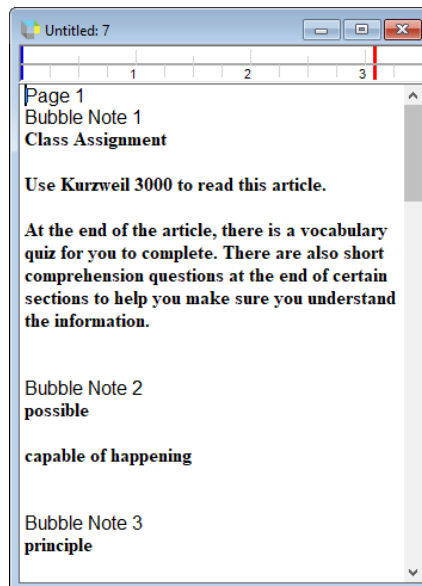 Untitled: 7
1 2 3
Page 1
Bubble Note 1
Class Assignment
Use Kurzweil 3000 to read this article.
At the end of the article, there is a vocabulary
quiz for you to complete. There are also short
comprehension questions at the end of certain
sections to help you make sure you understand
the information.
Bubble Note 2
possible
capable of happening
Bubble Note 3
principle